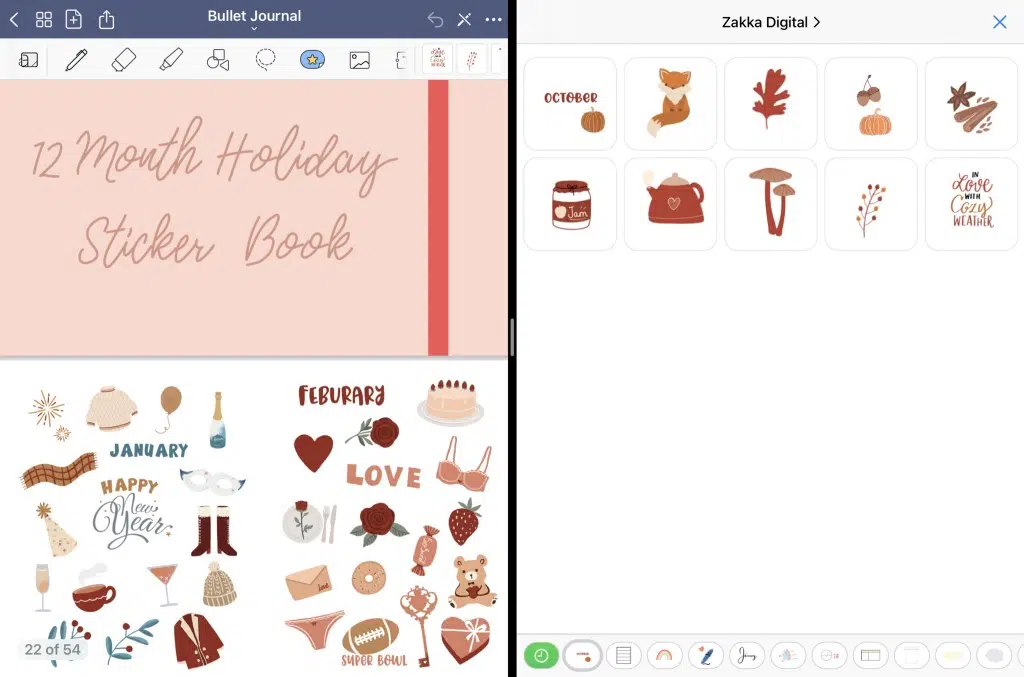 Bullet Journal
Zakka Digital
12 Month Holiday
Sticker Book
OCTOBER
Jam
IN
Love
WITH
Cozy
WEATHER
JANUARY
HAPPY
New
Year
FEBURARY
LOVE
love
SUPER BOWL
22 of 54